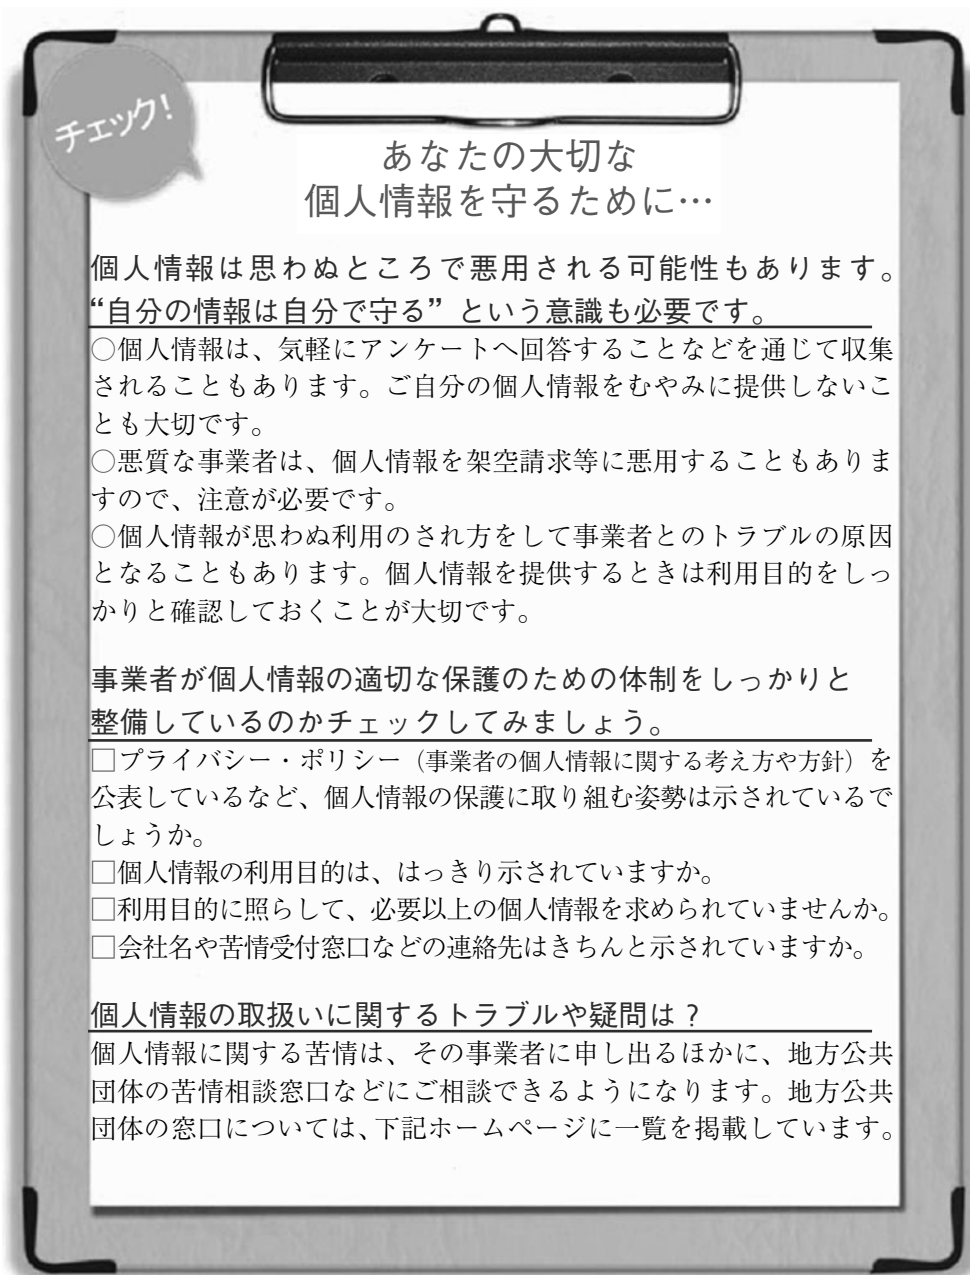 チェック!
あなたの大切な
個人情報を守るために…
個人情報は思わぬところで悪用される可能性もあります。
“自分の情報は自分で守る”という意識も必要です。
○個人情報は、気軽にアンケートへ回答することなどを通じて収集
されることもあります。ご自分の個人情報をむやみに提供しないこ
とも大切です。
○悪質な事業者は、個人情報を架空請求等に悪用することもありま
すので、注意が必要です。
○個人情報が思わぬ利用のされ方をして事業者とのトラブルの原因
となることもあります。個人情報を提供するときは利用目的をしっ
かりと確認しておくことが大切です。
事業者が個人情報の適切な保護のための体制をしっかりと
整備しているのかチェックしてみましょう。
□プライバシー・ポリシー（事業者の個人情報に関する考え方や方針）を
公表しているなど、個人情報の保護に取り組む姿勢は示されているで
しょうか。
□個人情報の利用目的は、はっきり示されていますか。
□利用目的に照らして、必要以上の個人情報を求められていませんか。
□会社名や苦情受付窓口などの連絡先はきちんと示されていますか。
個人情報の取扱いに関するトラブルや疑問は？
個人情報に関する苦情は、その事業者に申し出るほかに、地方公共
団体の苦情相談窓口などにご相談できるようになります。地方公共
団体の窓口については、下記ホームページに一覧を掲載しています。